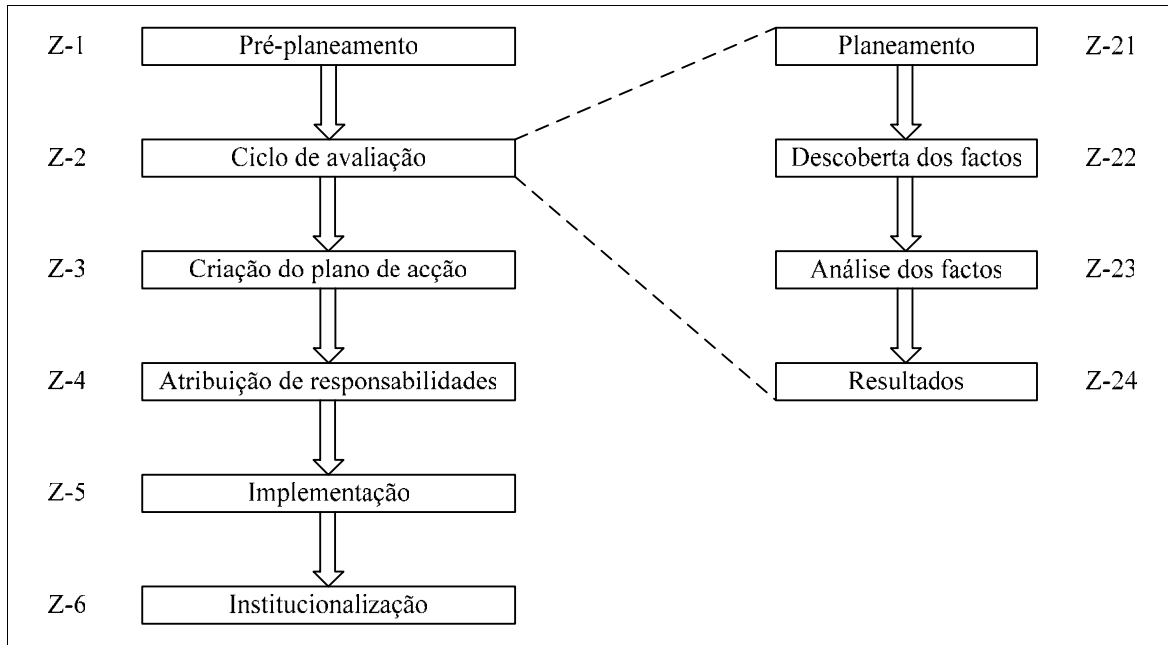 Z-1 Pré-planeamento Planeamento Z-21
Z-2 Ciclo de avaliação Descoberta dos factos Z-22
Z-3 Criação do plano de acção Análise dos factos Z-23
Z-4 Atribuição de responsabilidades Resultados Z-24
Z-5 Implementação
Z-6 Institucionalização